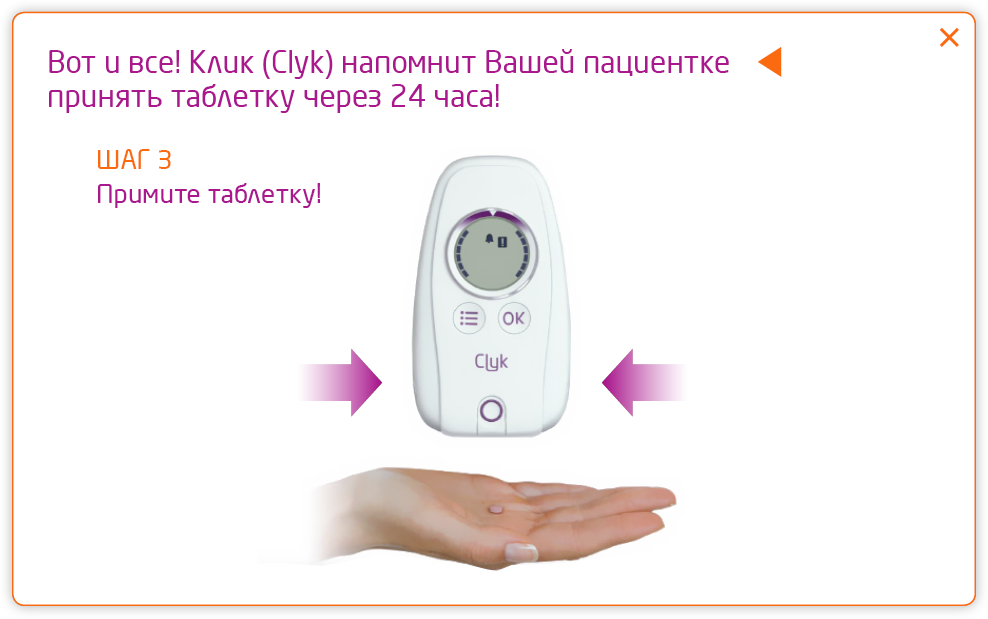 Вот и все! Клик (Clyk) напомнит Вашей пациентке
принять таблетку через 24 часа!
ШАГ 3
Примите таблетку!
OK
Clyk